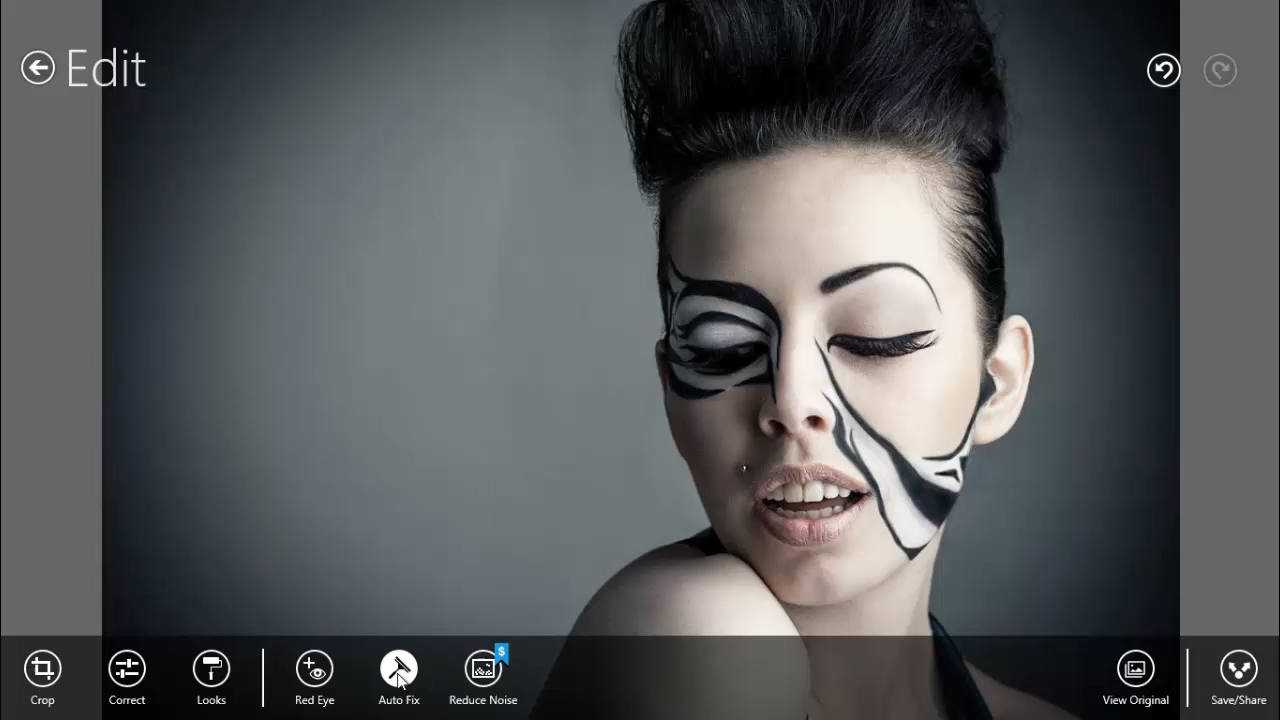 Edit
$
Crop
Correct
Looks
Red Eye
Auto Fix
Reduce Noise
View Original
Save/Share